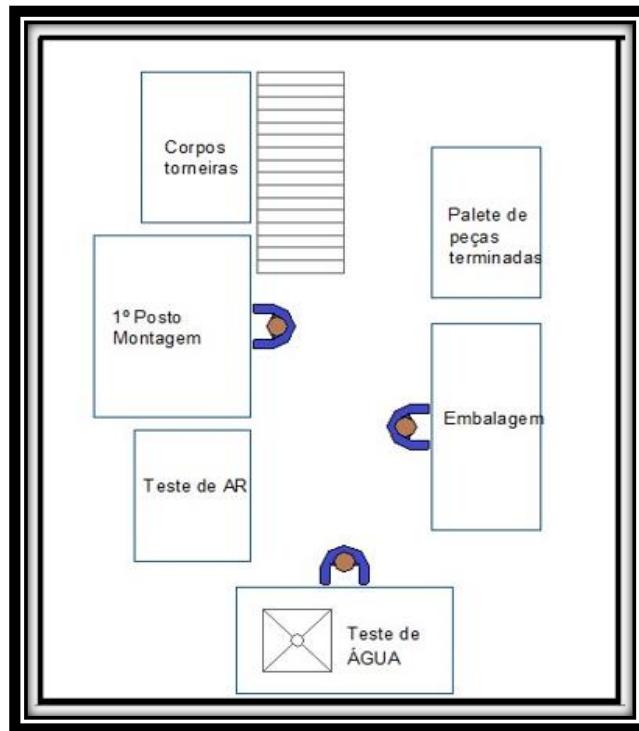 Corpos
torneiras
Palete de
peças
terminadas
1º Posto
Montagem
Embalagem
Teste de AR
Teste de
ÁGUA